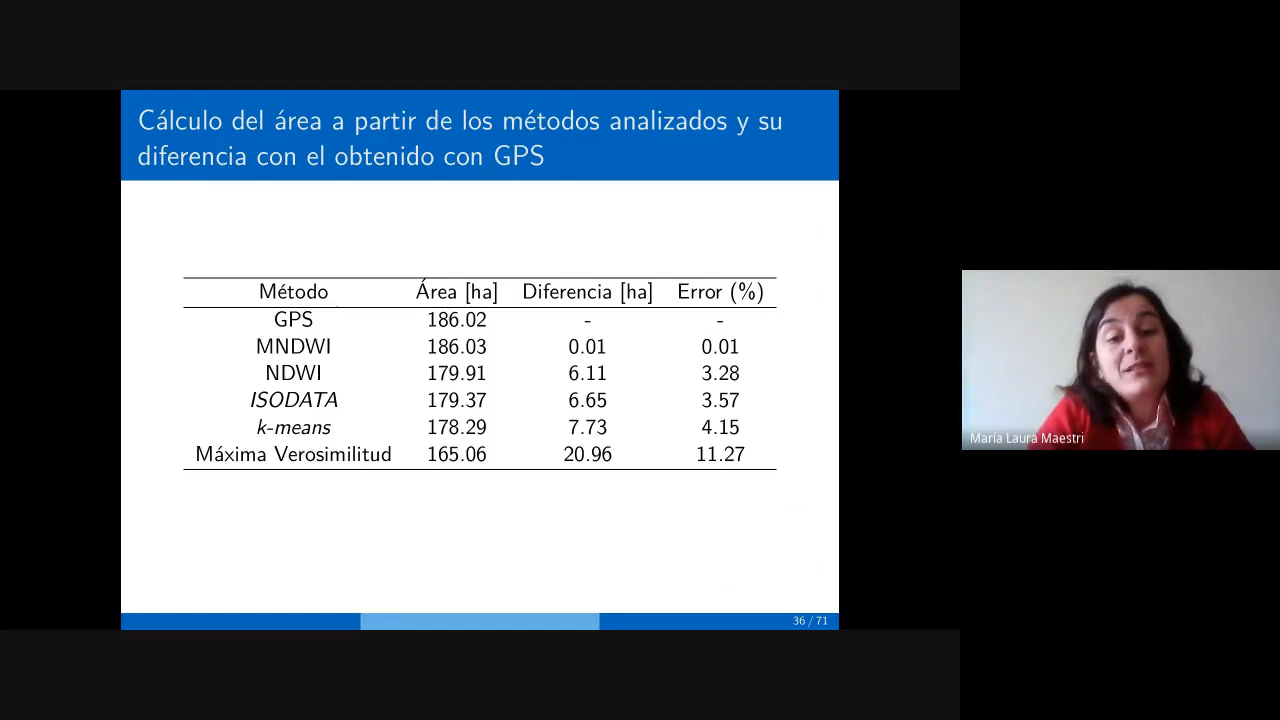 Cálculo del área a partir de los métodos analizados y su
diferencia con el obtenido con GPS
Método Área [ha] Diferencia [ha] Error (%)
GPS 186.02 - -
MNDWI 186.03 0.01 0.01
NDWI 179.91 6.11 3.28
ISODATA 179.37 6.65 3.57
k-means 178.29 7.73 4.15
Máxima Verosimilitud 165.06 20.96 11.27
36 / 71
María Laura Maestri